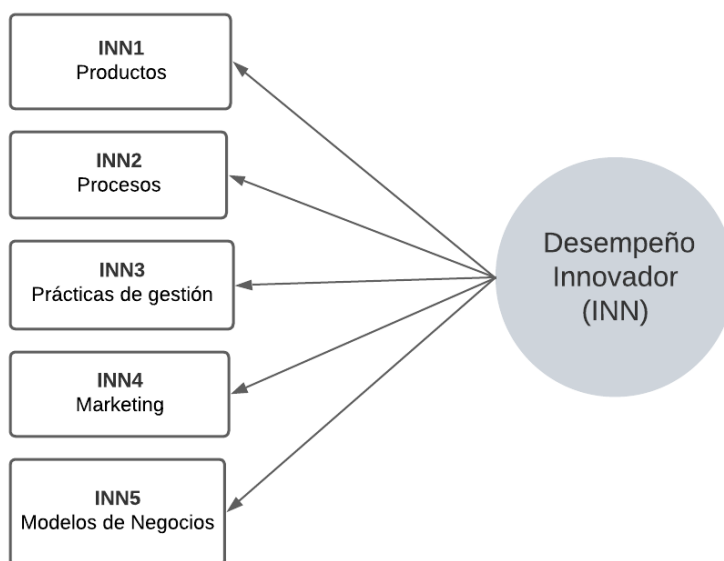 INN1
Productos
INN2
Procesos
INN3
Prácticas de gestión
INN4
Marketing
INN5
Modelos de Negocios
Desempeño
Innovador
(INN)